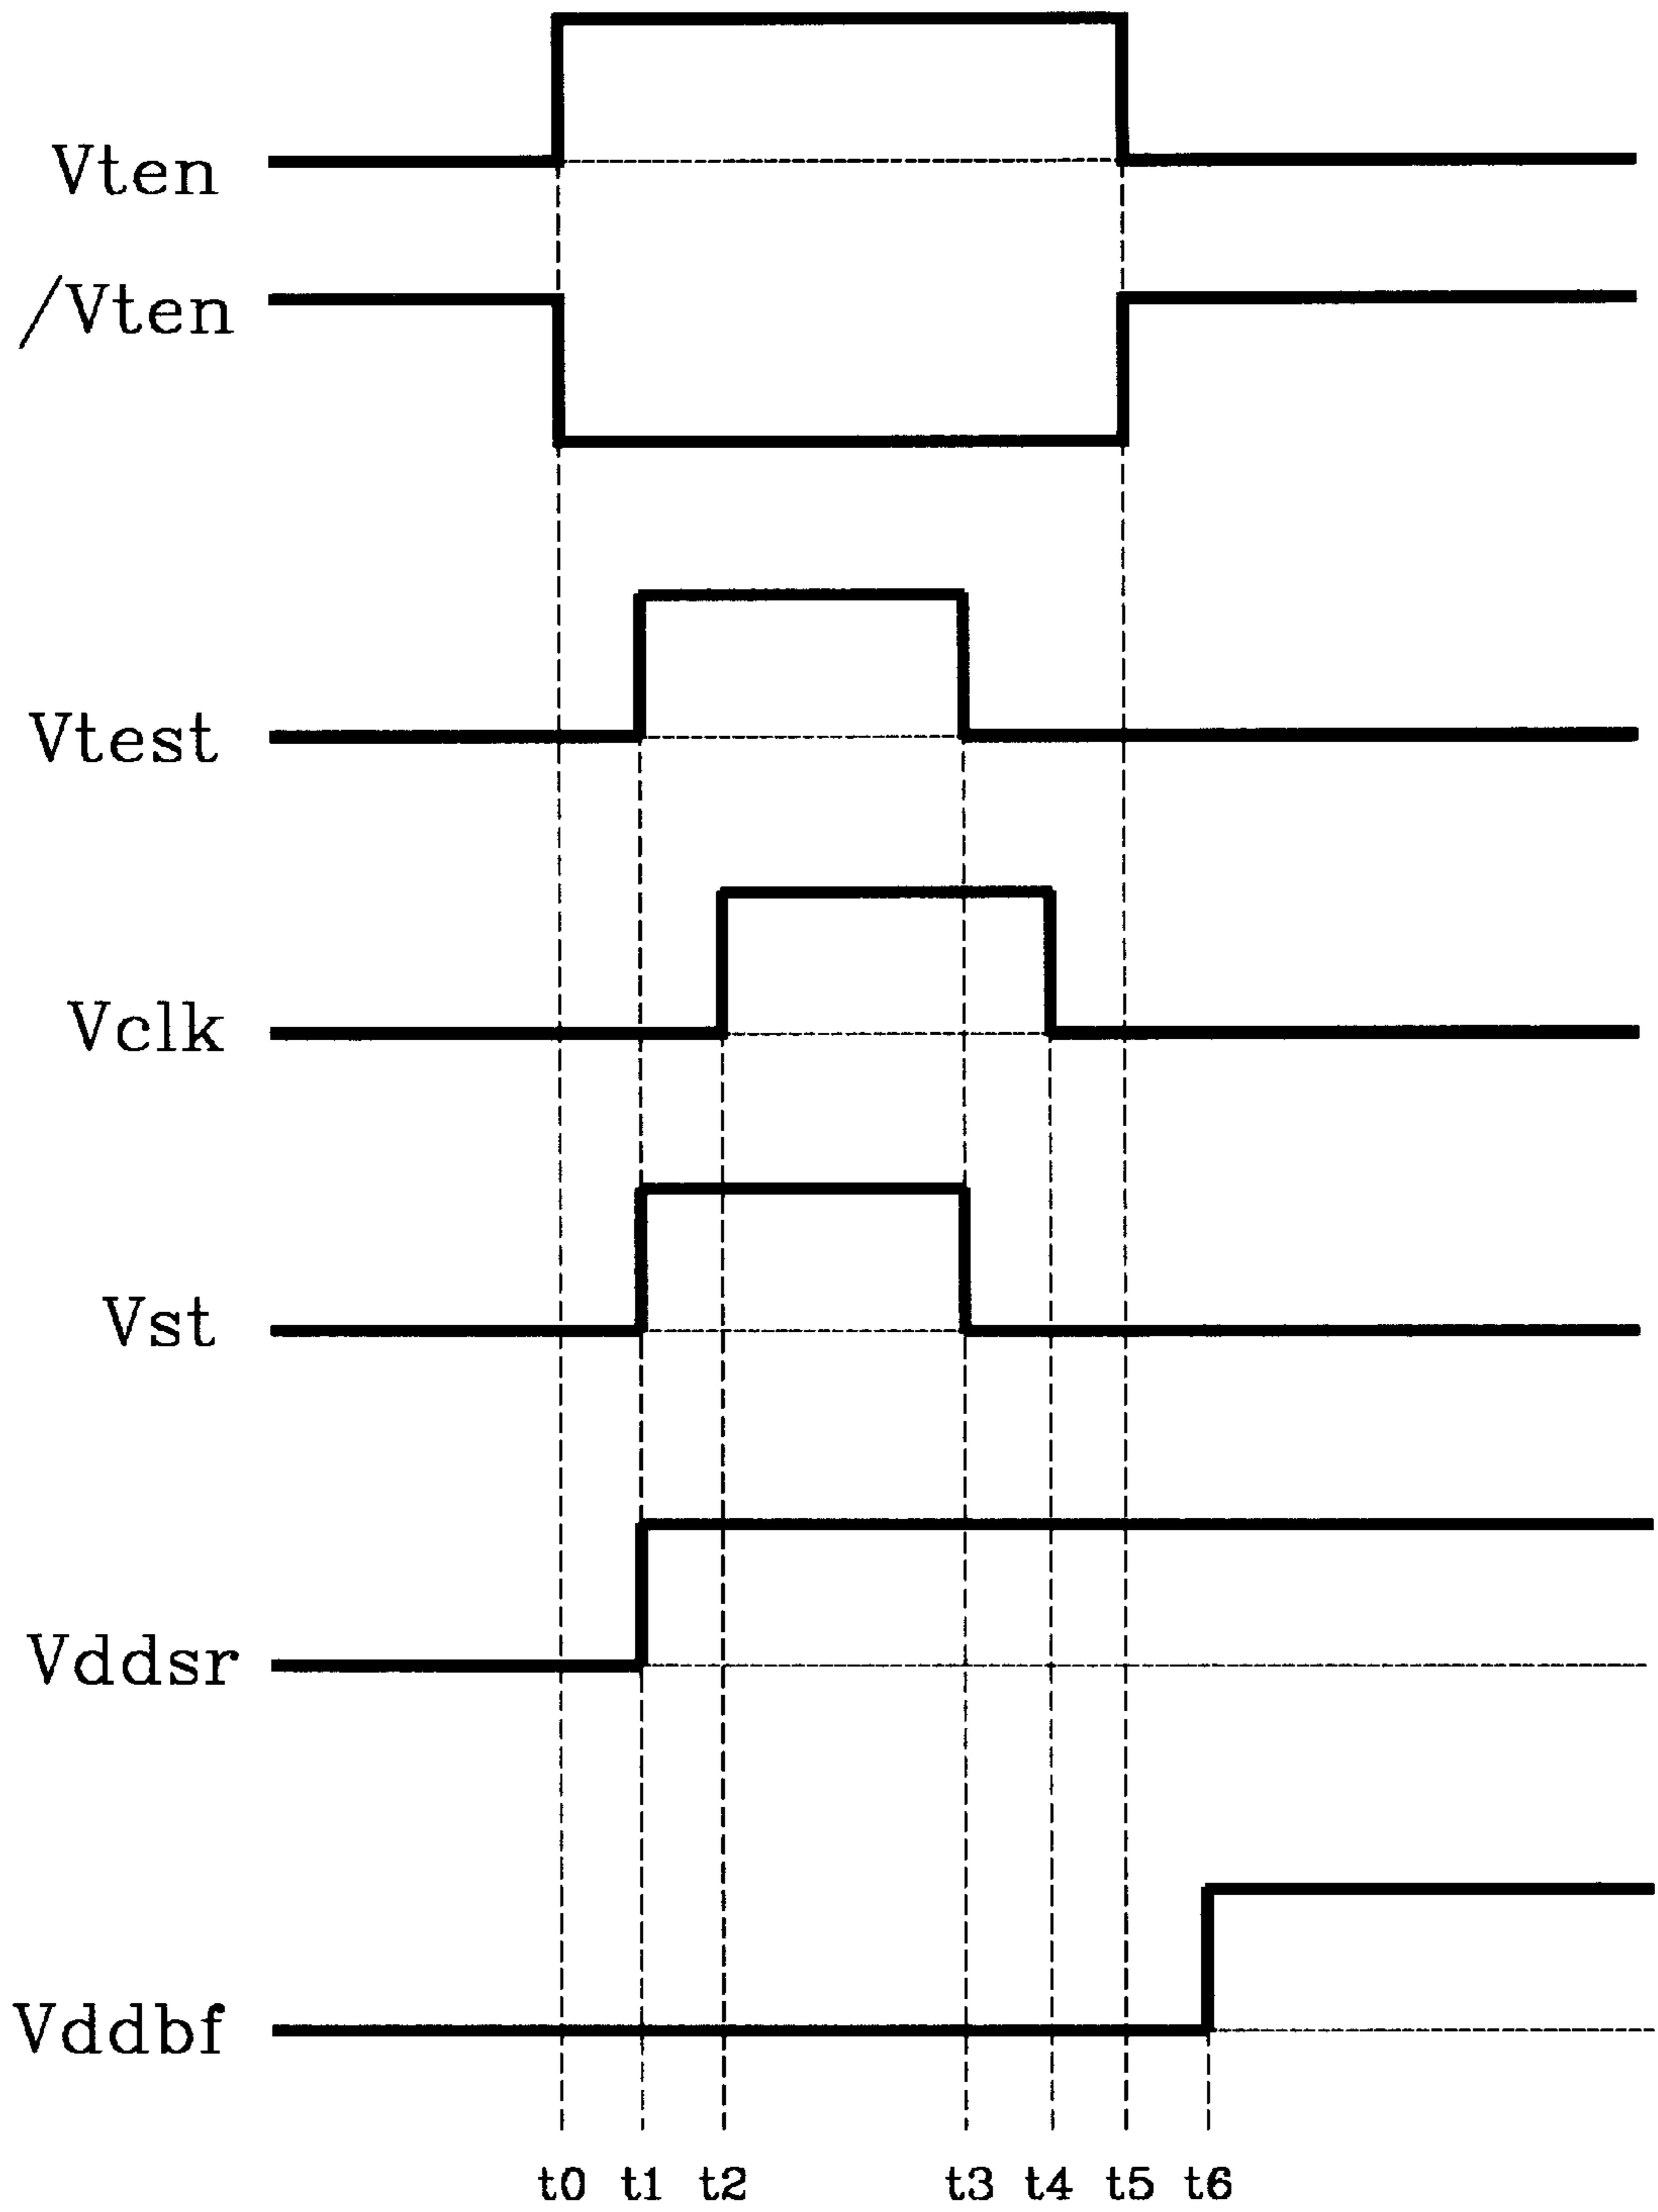 Vten
/Vten
Vtest
Vclk
Vst
Vddsr
Vddbf
t0 t1 t2 t3 t4 t5 t6